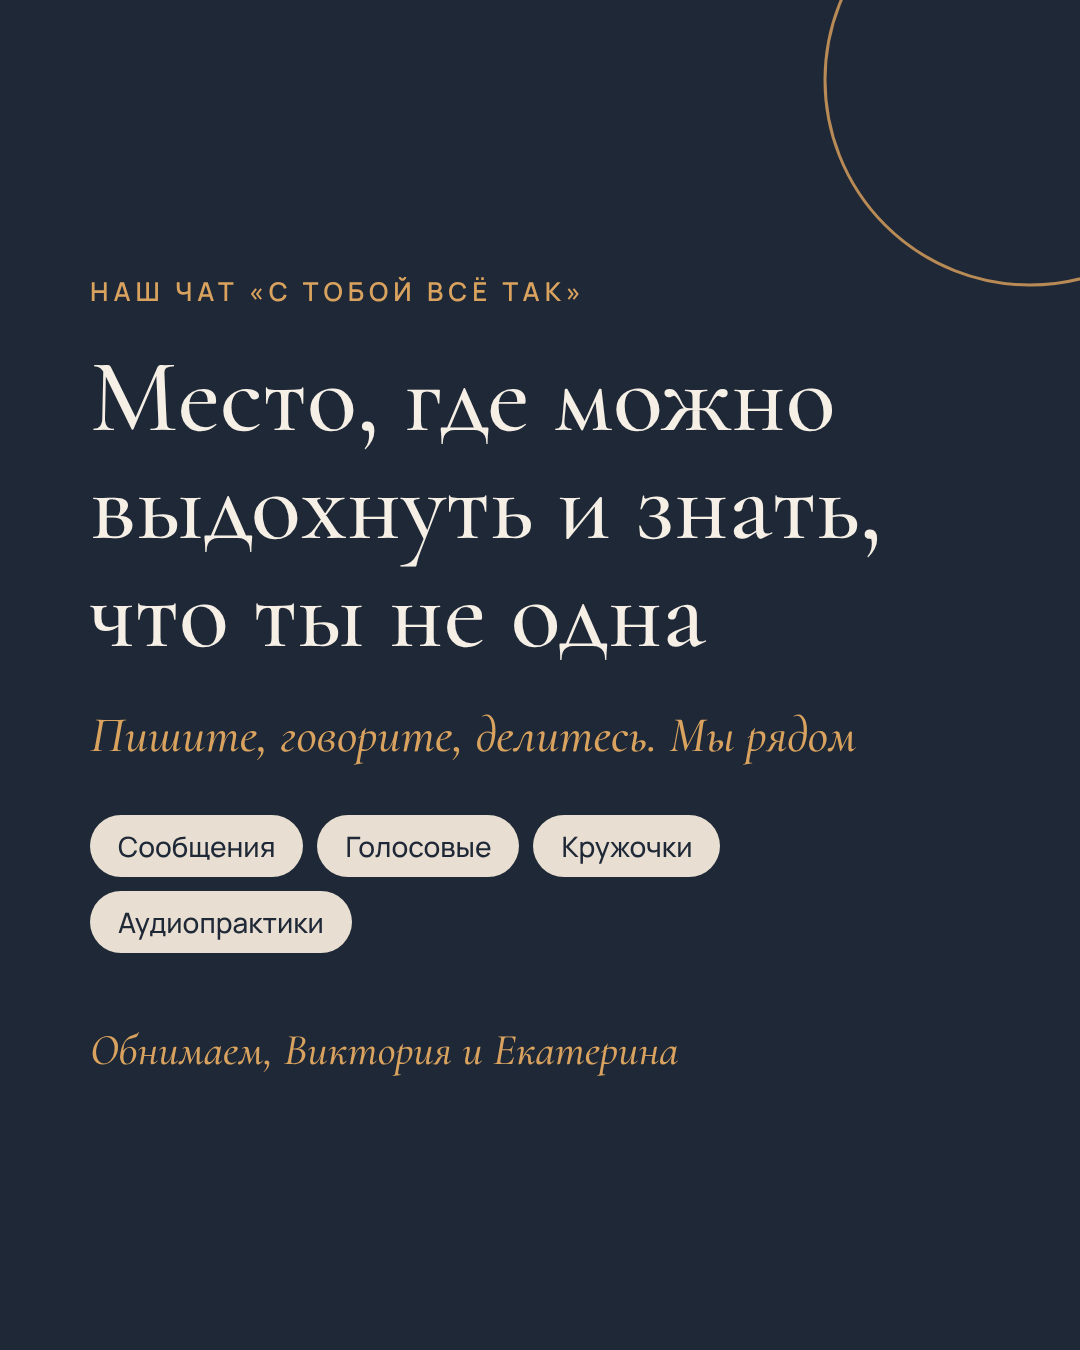 НАШ ЧАТ «С ТОБОЙ ВСЁ ТАК»
Место, где можно
выдохнуть и знать,
что ты не одна
Пишите, говорите, делитесь. Мы рядом
Сообщения Голосовые Кружочки
Аудиопрактики
Обнимаем, Виктория и Екатерина